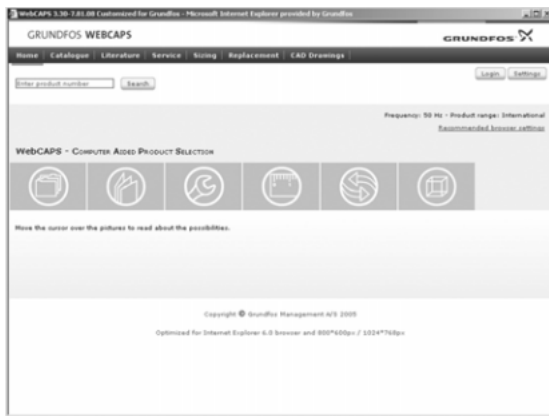 WebCAPS 3.30-7.01.00 Customized for Grundfos - Microsoft Internet Explorer provided by Grundfos
GRUNDFOS WEBCAPS
GRUNDFOS
Home Catalogue Literature Service Sizing Replacement CAD Drawings
Login Settings
Enter product number Search
Frequency: 50 Hz - Product range: International
Recommended browser settings
WebCAPS - Computer Aided Product Selection
Move the cursor over the pictures to read about the possibilities.
Copyright © Grundfos Management A/S 2005
Optimized for Internet Explorer 6.0 browser and 800*600px / 1024*768px